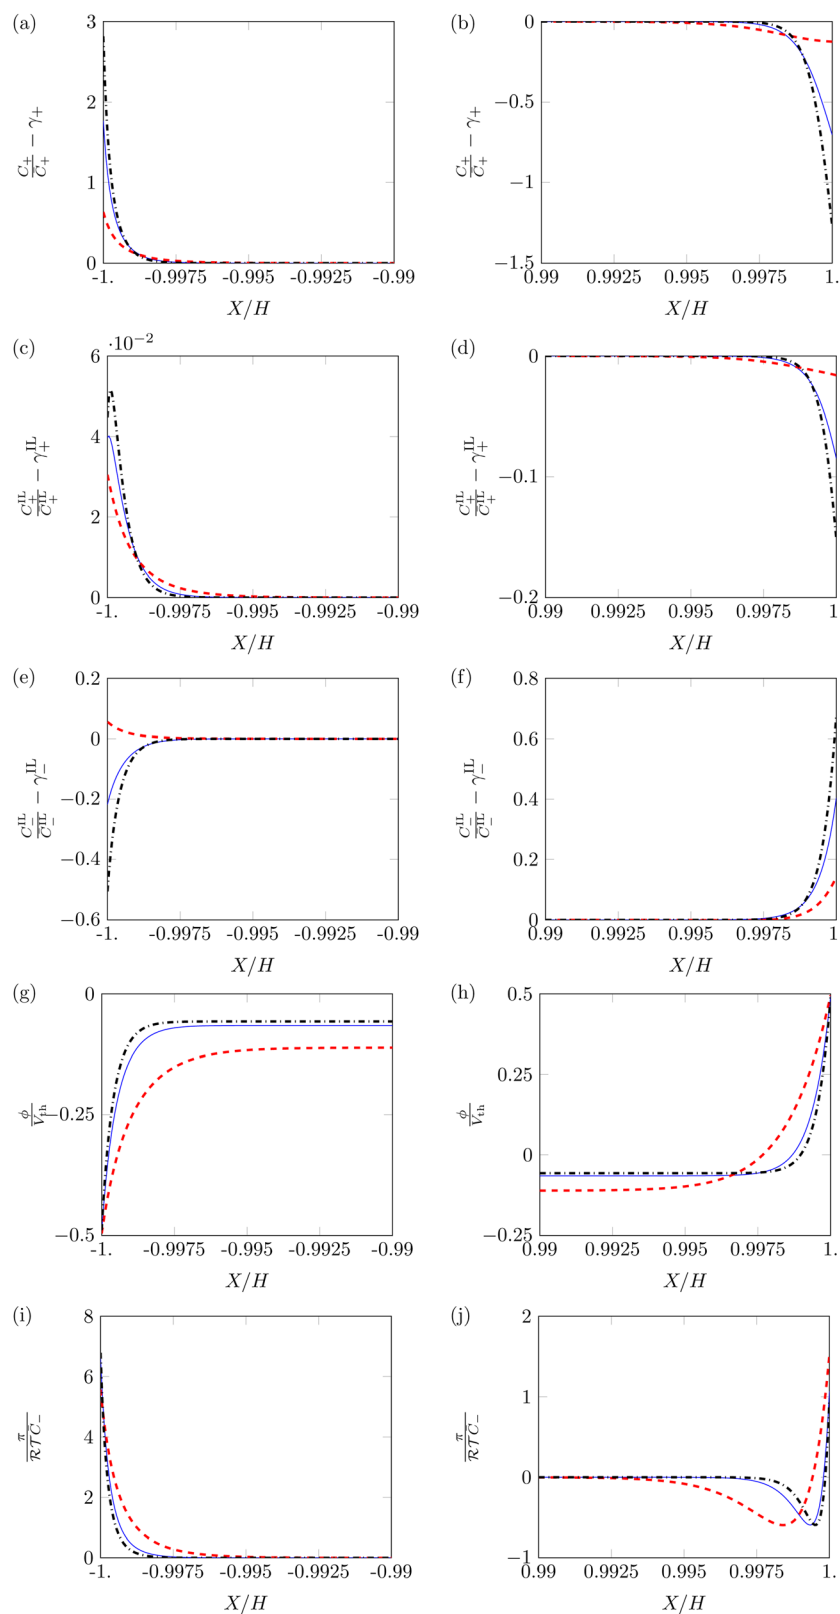 (a)
3
2
1
0
-1. -0.9975 -0.995 -0.9925 -0.99
X/H
C₊/C̅₊ − γ₊
(b)
0
−0.5
−1
−1.5
0.99 0.9925 0.995 0.9975 1.
X/H
C₊/C̅₊ − γ₊
(c)
·10⁻²
6
4
2
0
-1. -0.9975 -0.995 -0.9925 -0.99
X/H
C₊ᴵᴸ/C̅₊ᴵᴸ − γ₊ᴵᴸ
(d)
0
−0.1
−0.2
0.99 0.9925 0.995 0.9975 1
X/H
C₊ᴵᴸ/C̅₊ᴵᴸ − γ₊ᴵᴸ
(e)
0.2
0
−0.2
−0.4
−0.6
-1. -0.9975 -0.995 -0.9925 -0.99
X/H
C₋ᴵᴸ/C̅₋ᴵᴸ − γ₋ᴵᴸ
(f)
0.8
0.6
0.4
0.2
0
0.99 0.9925 0.995 0.9975 1
X/H
C₋ᴵᴸ/C̅₋ᴵᴸ − γ₋ᴵᴸ
(g)
0
−0.25
−0.5
-1. -0.9975 -0.995 -0.9925 -0.99
X/H
ϕ/V_th
(h)
0.5
0.25
0
−0.25
0.99 0.9925 0.995 0.9975 1.
X/H
ϕ/V_th
(i)
8
6
4
2
0
-1. -0.9975 -0.995 -0.9925 -0.99
X/H
π/ℛ𝒯C̅₋
(j)
2
1
0
−1
0.99 0.9925 0.995 0.9975 1.
X/H
π/ℛ𝒯C̅₋